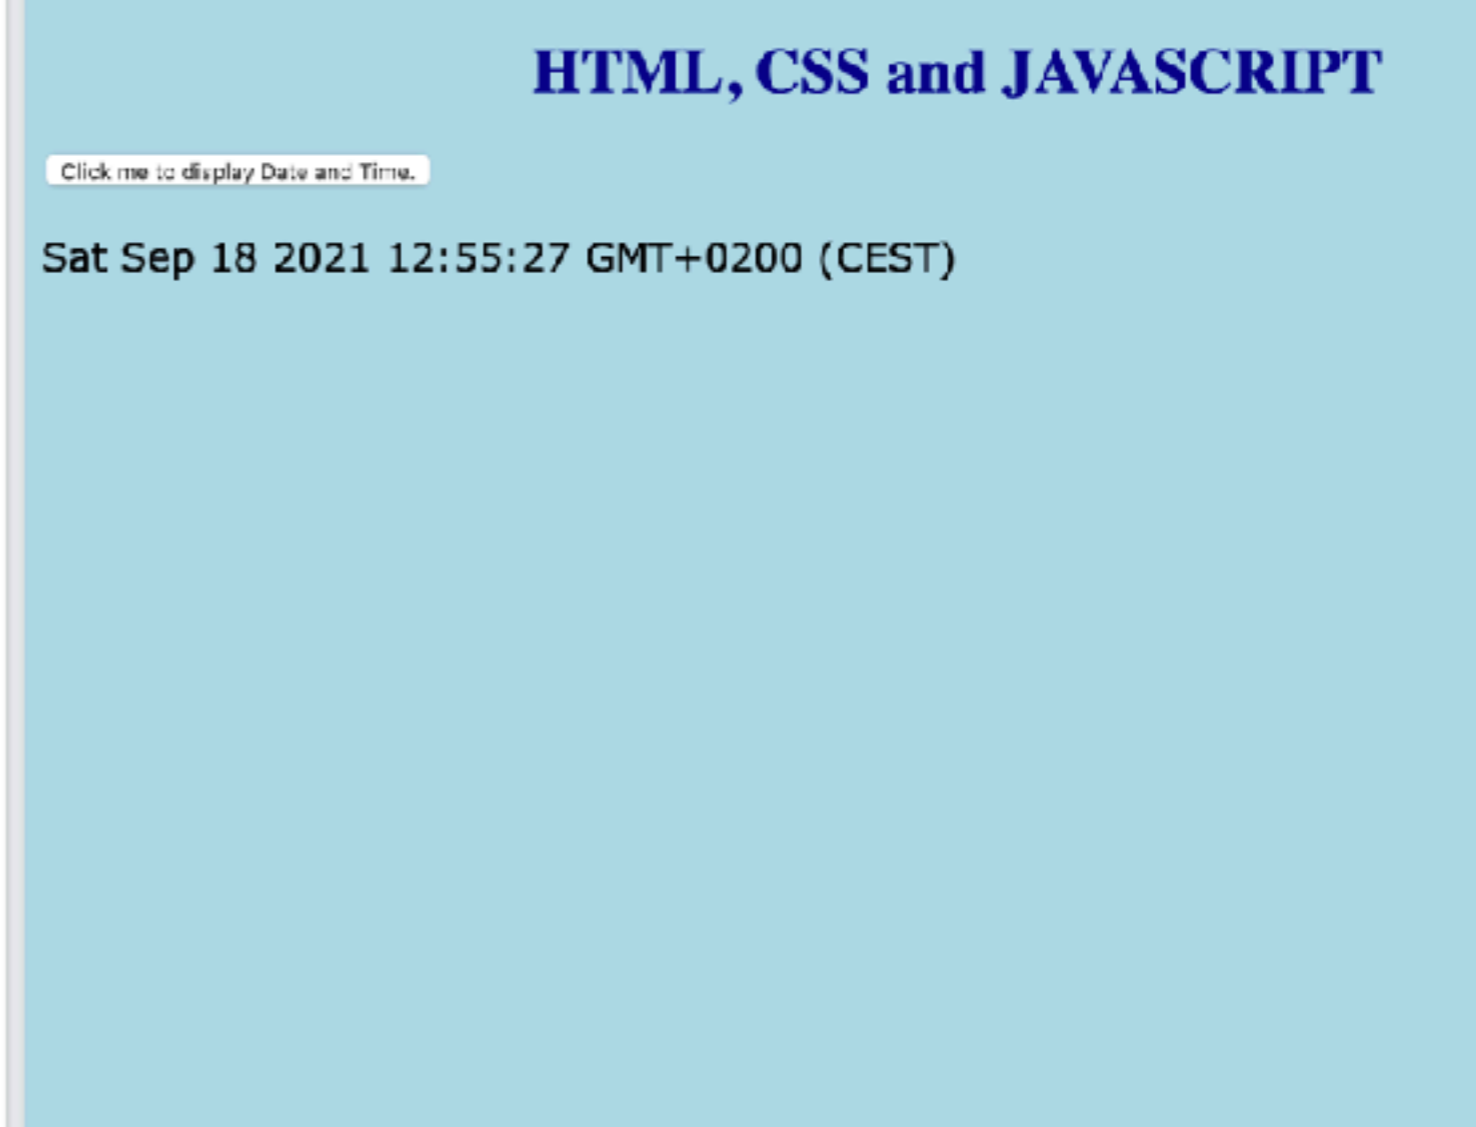 HTML, CSS and JAVASCRIPT
Click me to display Date and Time.
Sat Sep 18 2021 12:55:27 GMT+0200 (CEST)